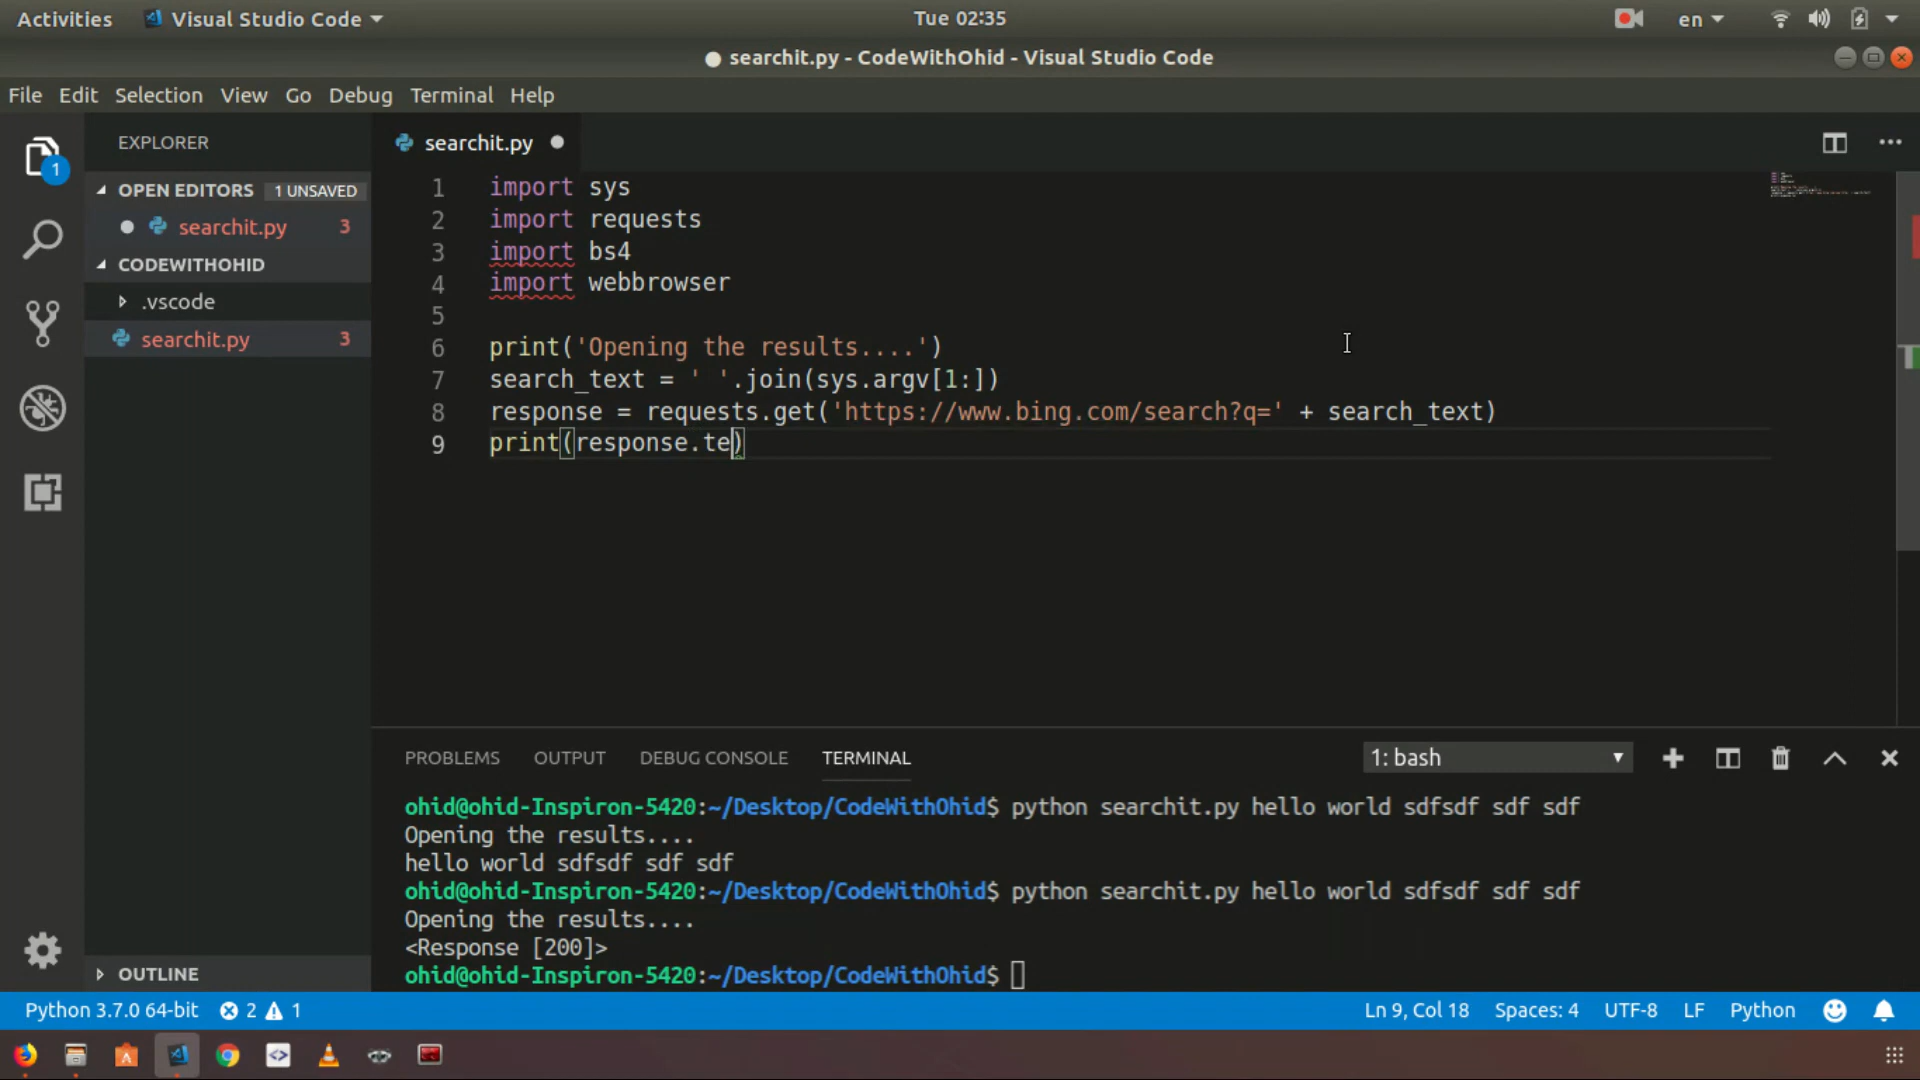 Activities Visual Studio Code Tue 02:35 en
searchit.py - CodeWithOhid - Visual Studio Code
File Edit Selection View Go Debug Terminal Help
EXPLORER
1
OPEN EDITORS 1 UNSAVED
searchit.py 3
CODEWITHOHID
.vscode
searchit.py 3
OUTLINE
searchit.py
1 import sys
2 import requests
3 import bs4
4 import webbrowser
5
6 print('Opening the results....')
7 search_text = ' '.join(sys.argv[1:])
8 response = requests.get('https://www.bing.com/search?q=' + search_text)
9 print(response.te)
PROBLEMS OUTPUT DEBUG CONSOLE TERMINAL 1: bash
ohid@ohid-Inspiron-5420:~/Desktop/CodeWithOhid$ python searchit.py hello world sdfsdf sdf sdf
Opening the results....
hello world sdfsdf sdf sdf
ohid@ohid-Inspiron-5420:~/Desktop/CodeWithOhid$ python searchit.py hello world sdfsdf sdf sdf
Opening the results....
<Response [200]>
ohid@ohid-Inspiron-5420:~/Desktop/CodeWithOhid$
Python 3.7.0 64-bit 2 1 Ln 9, Col 18 Spaces: 4 UTF-8 LF Python